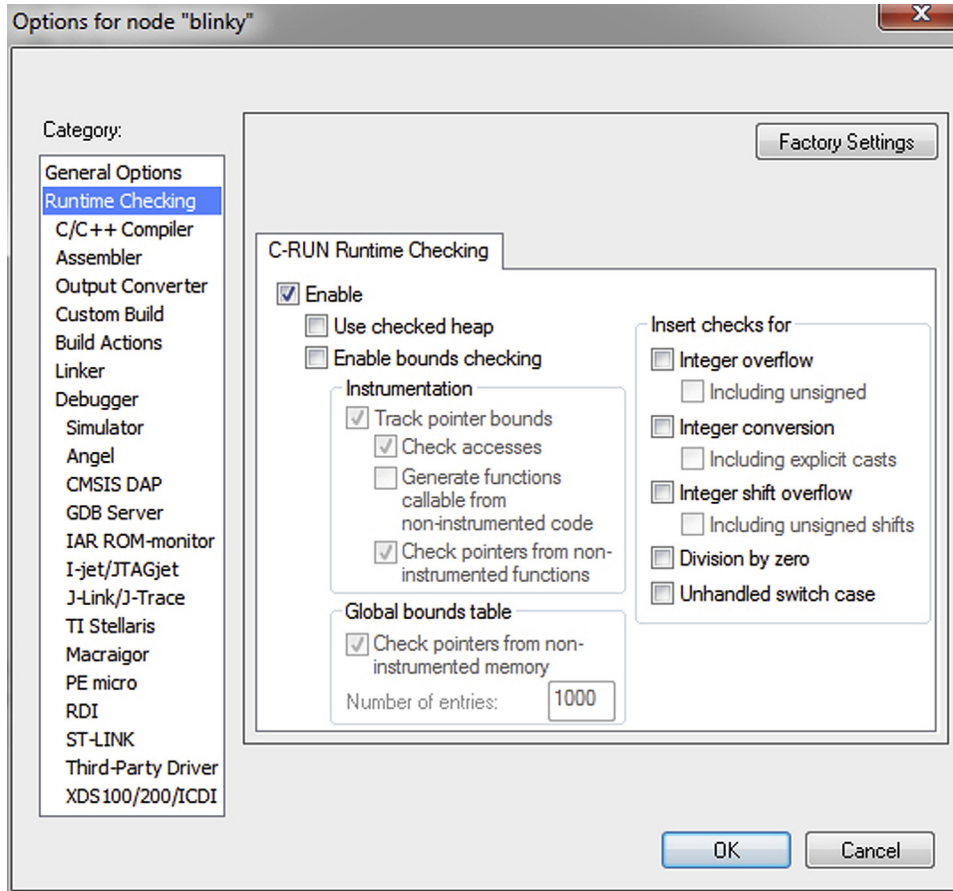 Options for node "blinky"
X
Category:
General Options
Runtime Checking
C/C++ Compiler
Assembler
Output Converter
Custom Build
Build Actions
Linker
Debugger
Simulator
Angel
CMSIS DAP
GDB Server
IAR ROM-monitor
I-jet/JTAGjet
J-Link/J-Trace
TI Stellaris
Macraigor
PE micro
RDI
ST-LINK
Third-Party Driver
XDS100/200/ICDI
Factory Settings
C-RUN Runtime Checking
Enable
Use checked heap
Enable bounds checking
Instrumentation
Track pointer bounds
Check accesses
Generate functions
callable from
non-instrumented code
Check pointers from non-
instrumented functions
Global bounds table
Check pointers from non-
instrumented memory
Number of entries: 1000
Insert checks for
Integer overflow
Including unsigned
Integer conversion
Including explicit casts
Integer shift overflow
Including unsigned shifts
Division by zero
Unhandled switch case
OK
Cancel